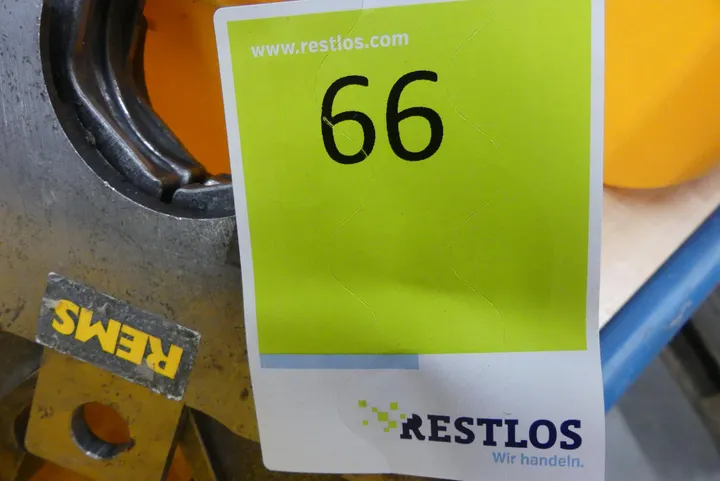 www.restlos.com
66
REMS
RESTLOS
Wir handeln.